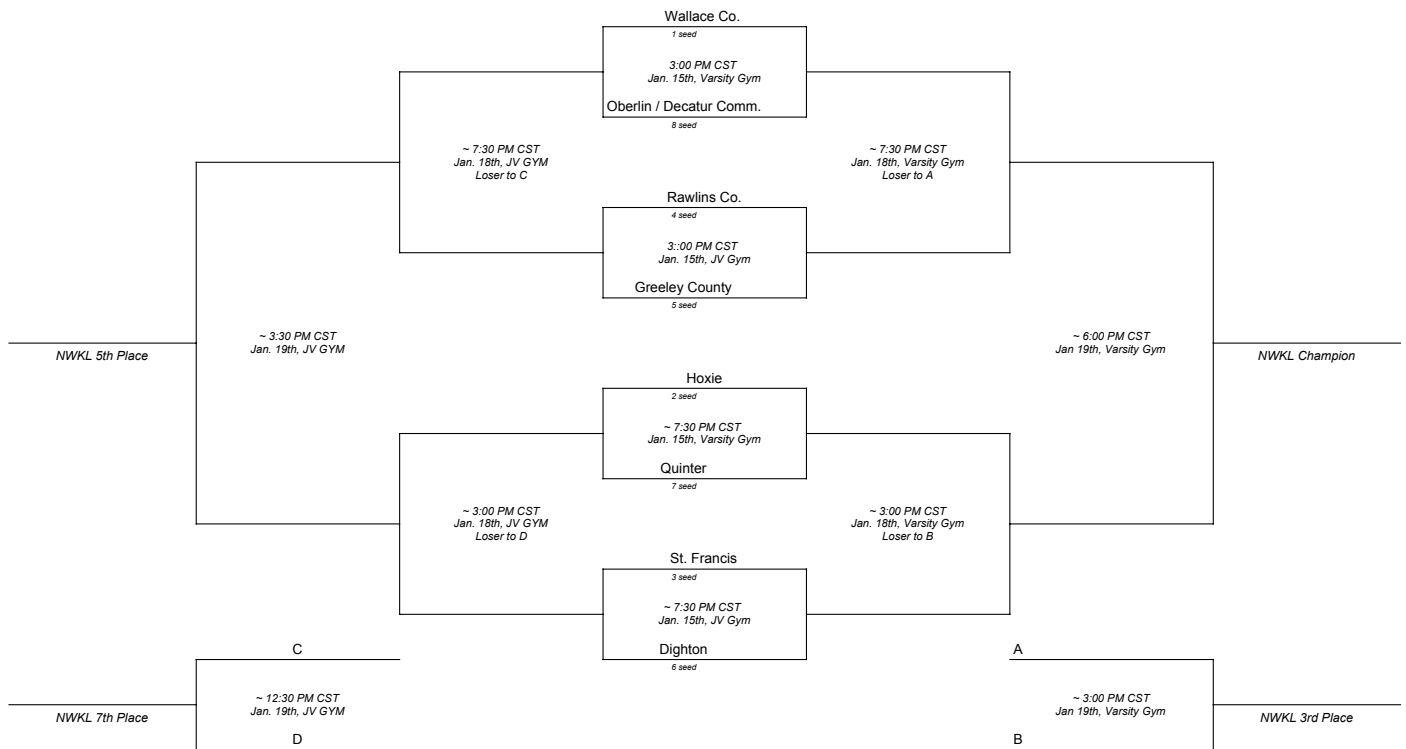 Wallace Co.
1 seed
3:00 PM CST
Jan. 15th, Varsity Gym
Oberlin / Decatur Comm.
8 seed
~ 7:30 PM CST
Jan. 18th, JV GYM
Loser to C
~ 7:30 PM CST
Jan. 18th, Varsity Gym
Loser to A
Rawlins Co.
4 seed
3::00 PM CST
Jan. 15th, JV Gym
Greeley County
5 seed
~ 3:30 PM CST
Jan. 19th, JV GYM
NWKL 5th Place
~ 6:00 PM CST
Jan 19th, Varsity Gym
NWKL Champion
Hoxie
2 seed
~ 7:30 PM CST
Jan. 15th, Varsity Gym
Quinter
7 seed
~ 3:00 PM CST
Jan. 18th, JV GYM
Loser to D
~ 3:00 PM CST
Jan. 18th, Varsity Gym
Loser to B
St. Francis
3 seed
~ 7:30 PM CST
Jan. 15th, JV Gym
Dighton
6 seed
C
~ 12:30 PM CST
Jan. 19th, JV GYM
NWKL 7th Place
D
A
~ 3:00 PM CST
Jan 19th, Varsity Gym
NWKL 3rd Place
B